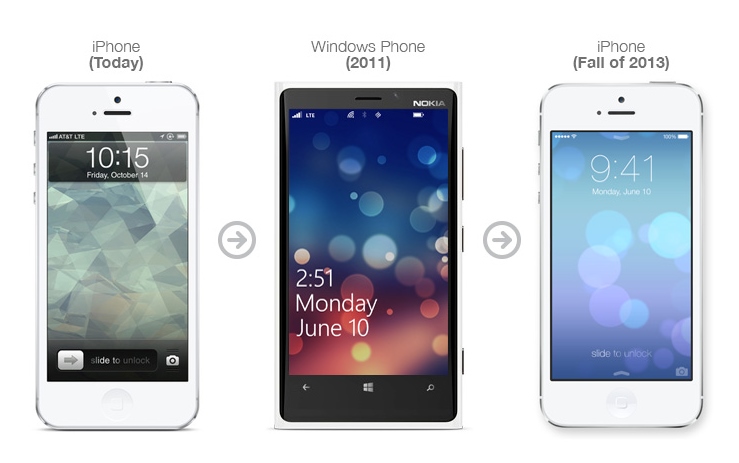 iPhone
(Today)
Windows Phone
(2011)
iPhone
(Fall of 2013)
AT&T LTE
10:15
Friday, October 14
slide to unlock
NOKIA
LTE
2:51
Monday
June 10
100%
9:41
Monday, June 10
slide to unlock